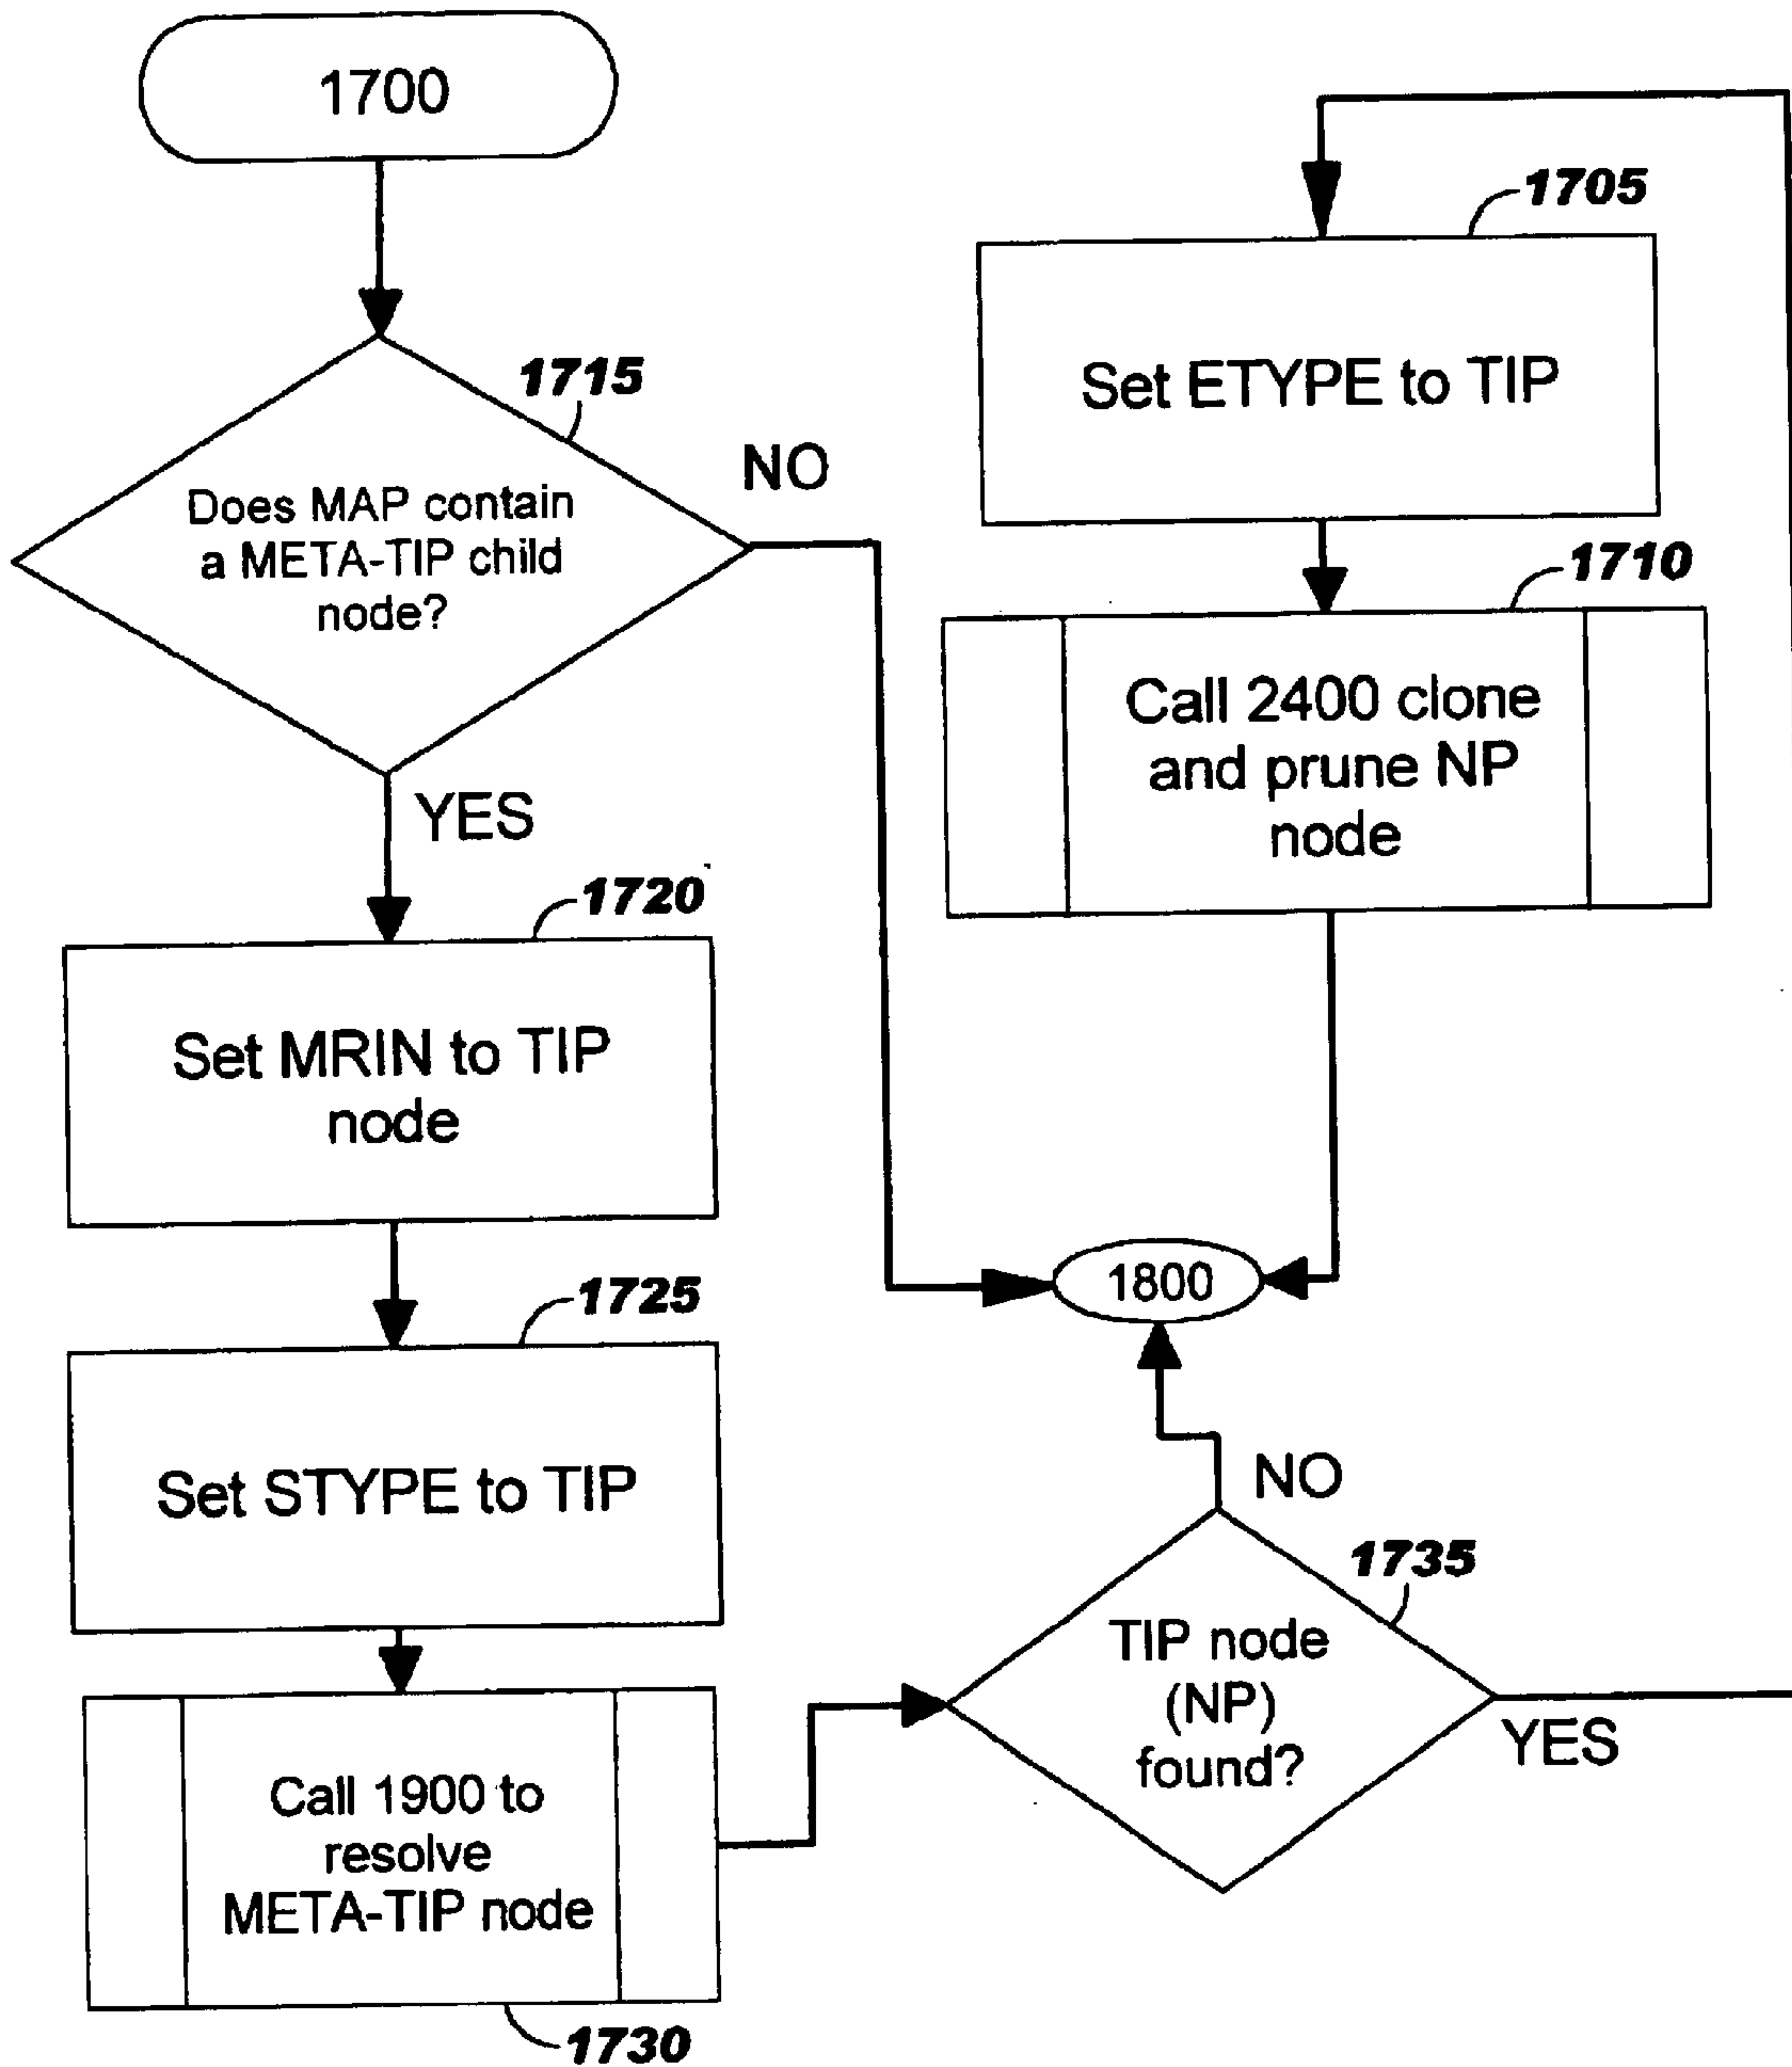 1700
1715
Does MAP contain
a META-TIP child
node?
NO
YES
1720
Set MRIN to TIP
node
1725
Set STYPE to TIP
Call 1900 to
resolve
META-TIP node
1730
1705
Set ETYPE to TIP
1710
Call 2400 clone
and prune NP
node
1800
NO
1735
TIP node
(NP)
found?
YES